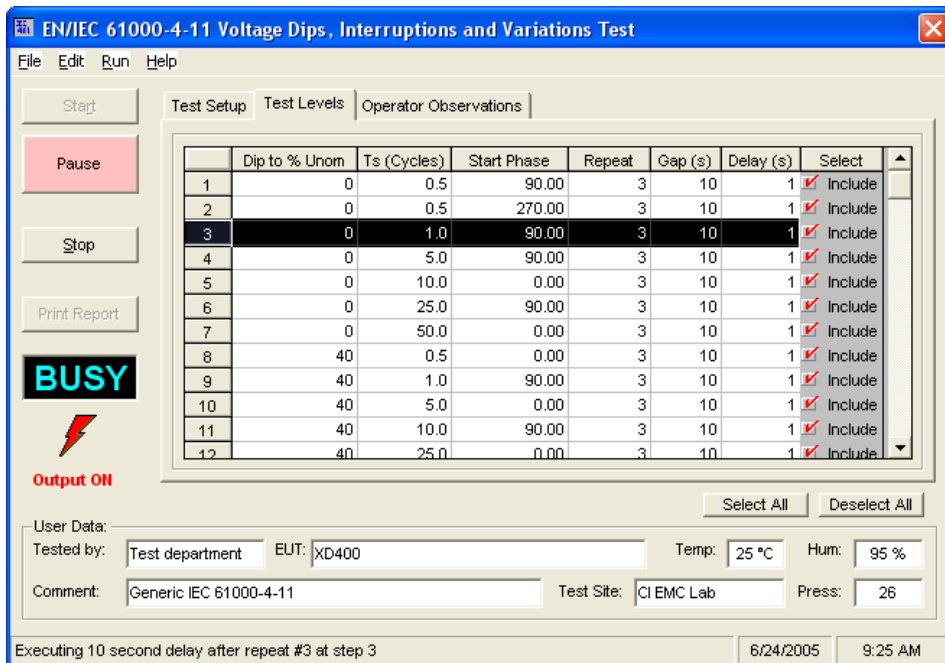 EN/IEC 61000-4-11 Voltage Dips, Interruptions and Variations Test
File Edit Run Help
Start
Pause
Stop
Print Report
BUSY
Output ON
Test Setup Test Levels Operator Observations
Dip to % Unom Ts (Cycles) Start Phase Repeat Gap (s) Delay (s) Select
1 0 0.5 90.00 3 10 1 Include
2 0 0.5 270.00 3 10 1 Include
3 0 1.0 90.00 3 10 1 Include
4 0 5.0 90.00 3 10 1 Include
5 0 10.0 0.00 3 10 1 Include
6 0 25.0 90.00 3 10 1 Include
7 0 50.0 0.00 3 10 1 Include
8 40 0.5 0.00 3 10 1 Include
9 40 1.0 90.00 3 10 1 Include
10 40 5.0 0.00 3 10 1 Include
11 40 10.0 90.00 3 10 1 Include
12 40 25.0 0.00 3 10 1 Include
Select All Deselect All
User Data:
Tested by: Test department EUT: XD400 Temp: 25 °C Hum: 95 %
Comment: Generic IEC 61000-4-11 Test Site: CI EMC Lab Press: 26
Executing 10 second delay after repeat #3 at step 3 6/24/2005 9:25 AM